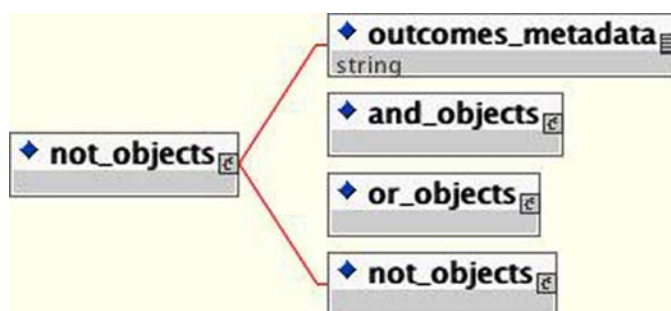 outcomes_metadata
string
and_objects
not_objects
or_objects
not_objects